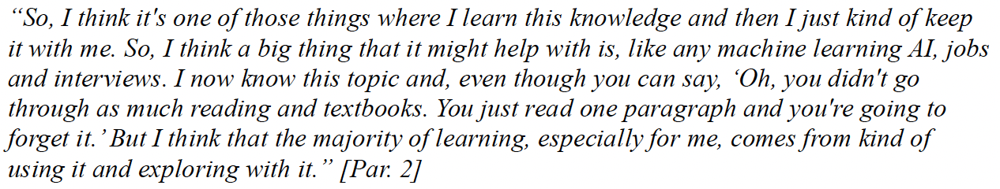 “So, I think it's one of those things where I learn this knowledge and then I just kind of keep
it with me. So, I think a big thing that it might help with is, like any machine learning AI, jobs
and interviews. I now know this topic and, even though you can say, ‘Oh, you didn't go
through as much reading and textbooks. You just read one paragraph and you're going to
forget it.’ But I think that the majority of learning, especially for me, comes from kind of
using it and exploring with it.” [Par. 2]